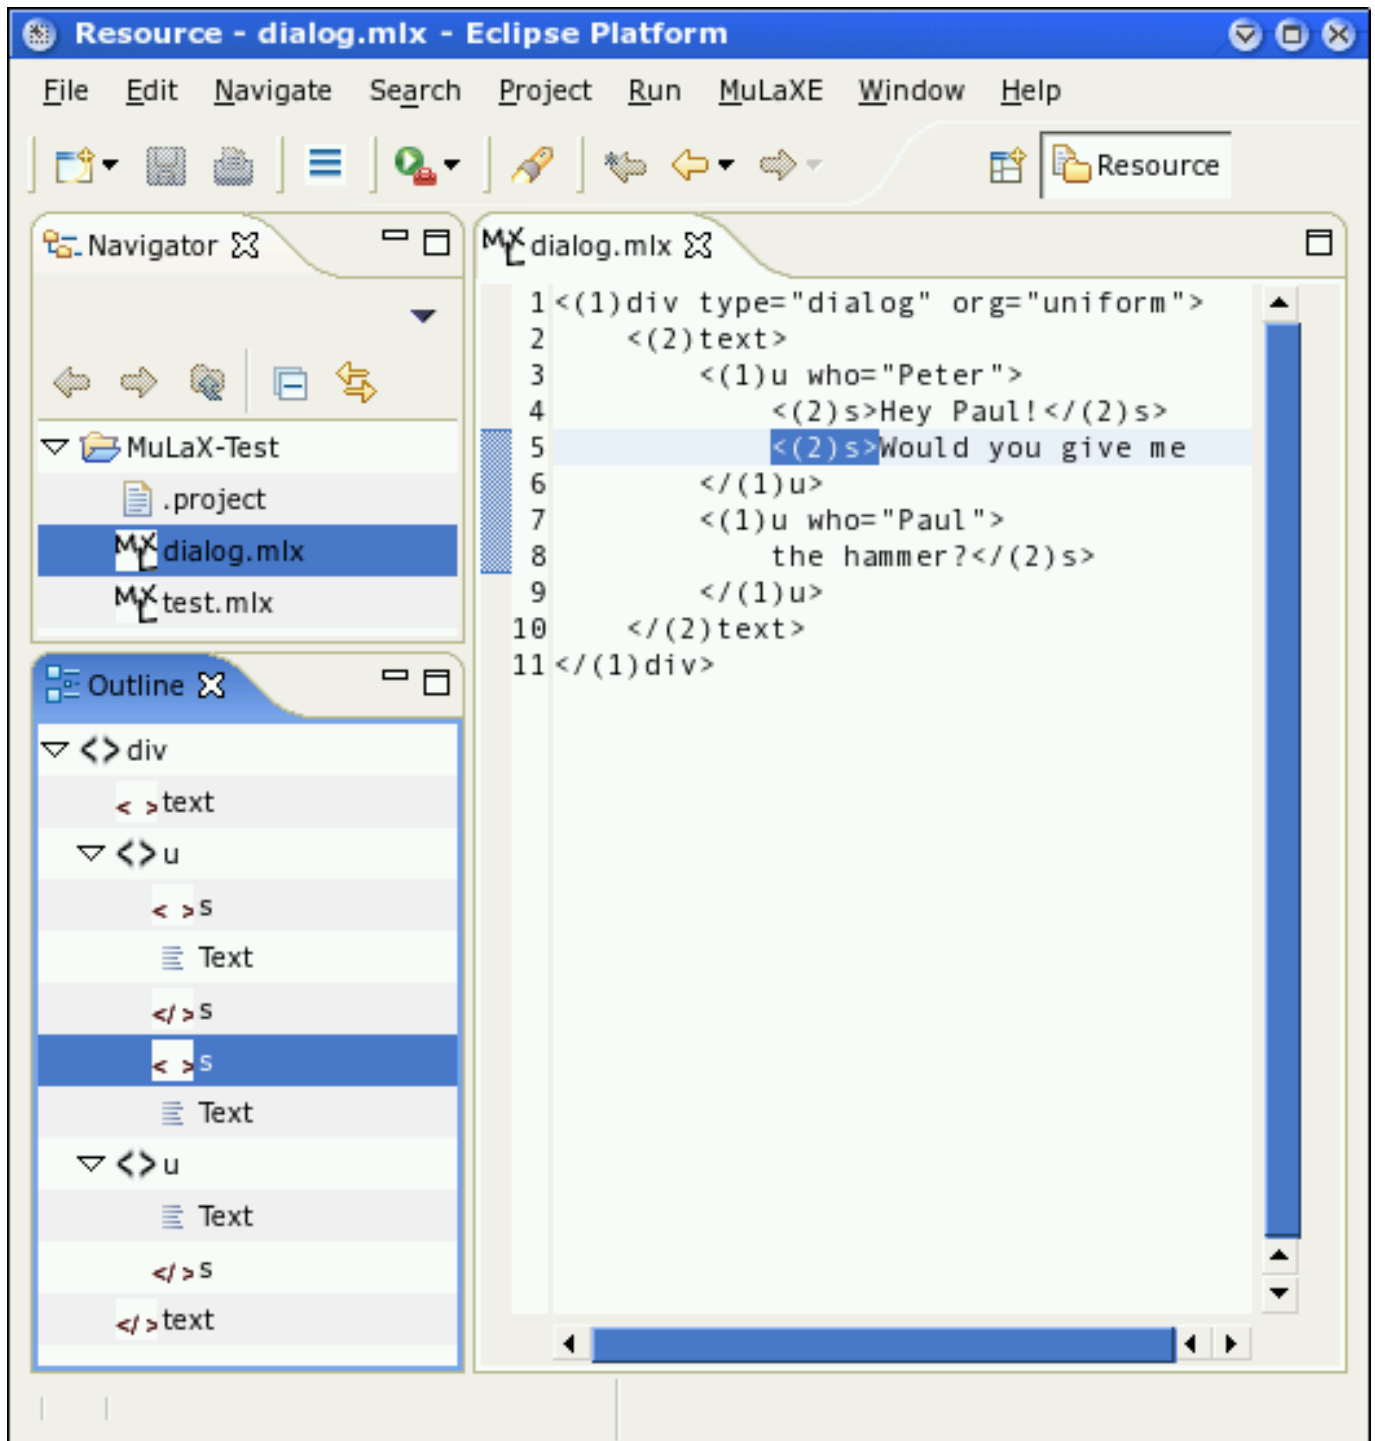 Resource - dialog.mlx - Eclipse Platform
File Edit Navigate Search Project Run MuLaXE Window Help
Resource
Navigator
MuLaX-Test
.project
MLX dialog.mlx
MLX test.mlx
Outline
<> div
< > text
<> u
< > s
Text
</ > s
< > s
Text
<> u
Text
</ > s
</ > text
MLX dialog.mlx
1 <(1)div type="dialog" org="uniform">
2     <(2)text>
3         <(1)u who="Peter">
4             <(2)s>Hey Paul!</(2)s>
5             <(2)s>Would you give me
6         </(1)u>
7         <(1)u who="Paul">
8             the hammer?</(2)s>
9         </(1)u>
10     </(2)text>
11 </(1)div>